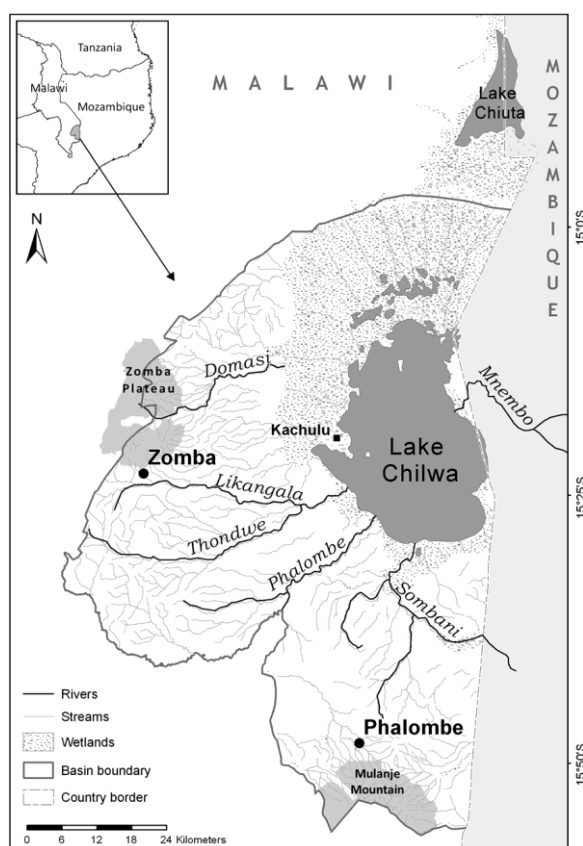 Tanzania
Malawi
Mozambique
MALAWI
MOZAMBIQUE
Lake
Chiuta
N
15°0'S
Zomba
Plateau
Domasi
Mnembo
Kachulu
Lake
Chilwa
Zomba
Likangala
15°25'S
Thondwe
Phalombe
Sombani
Phalombe
Mulanje
Mountain
15°50'S
Rivers
Streams
Wetlands
Basin boundary
Country border
0 6 12 18 24 Kilometers